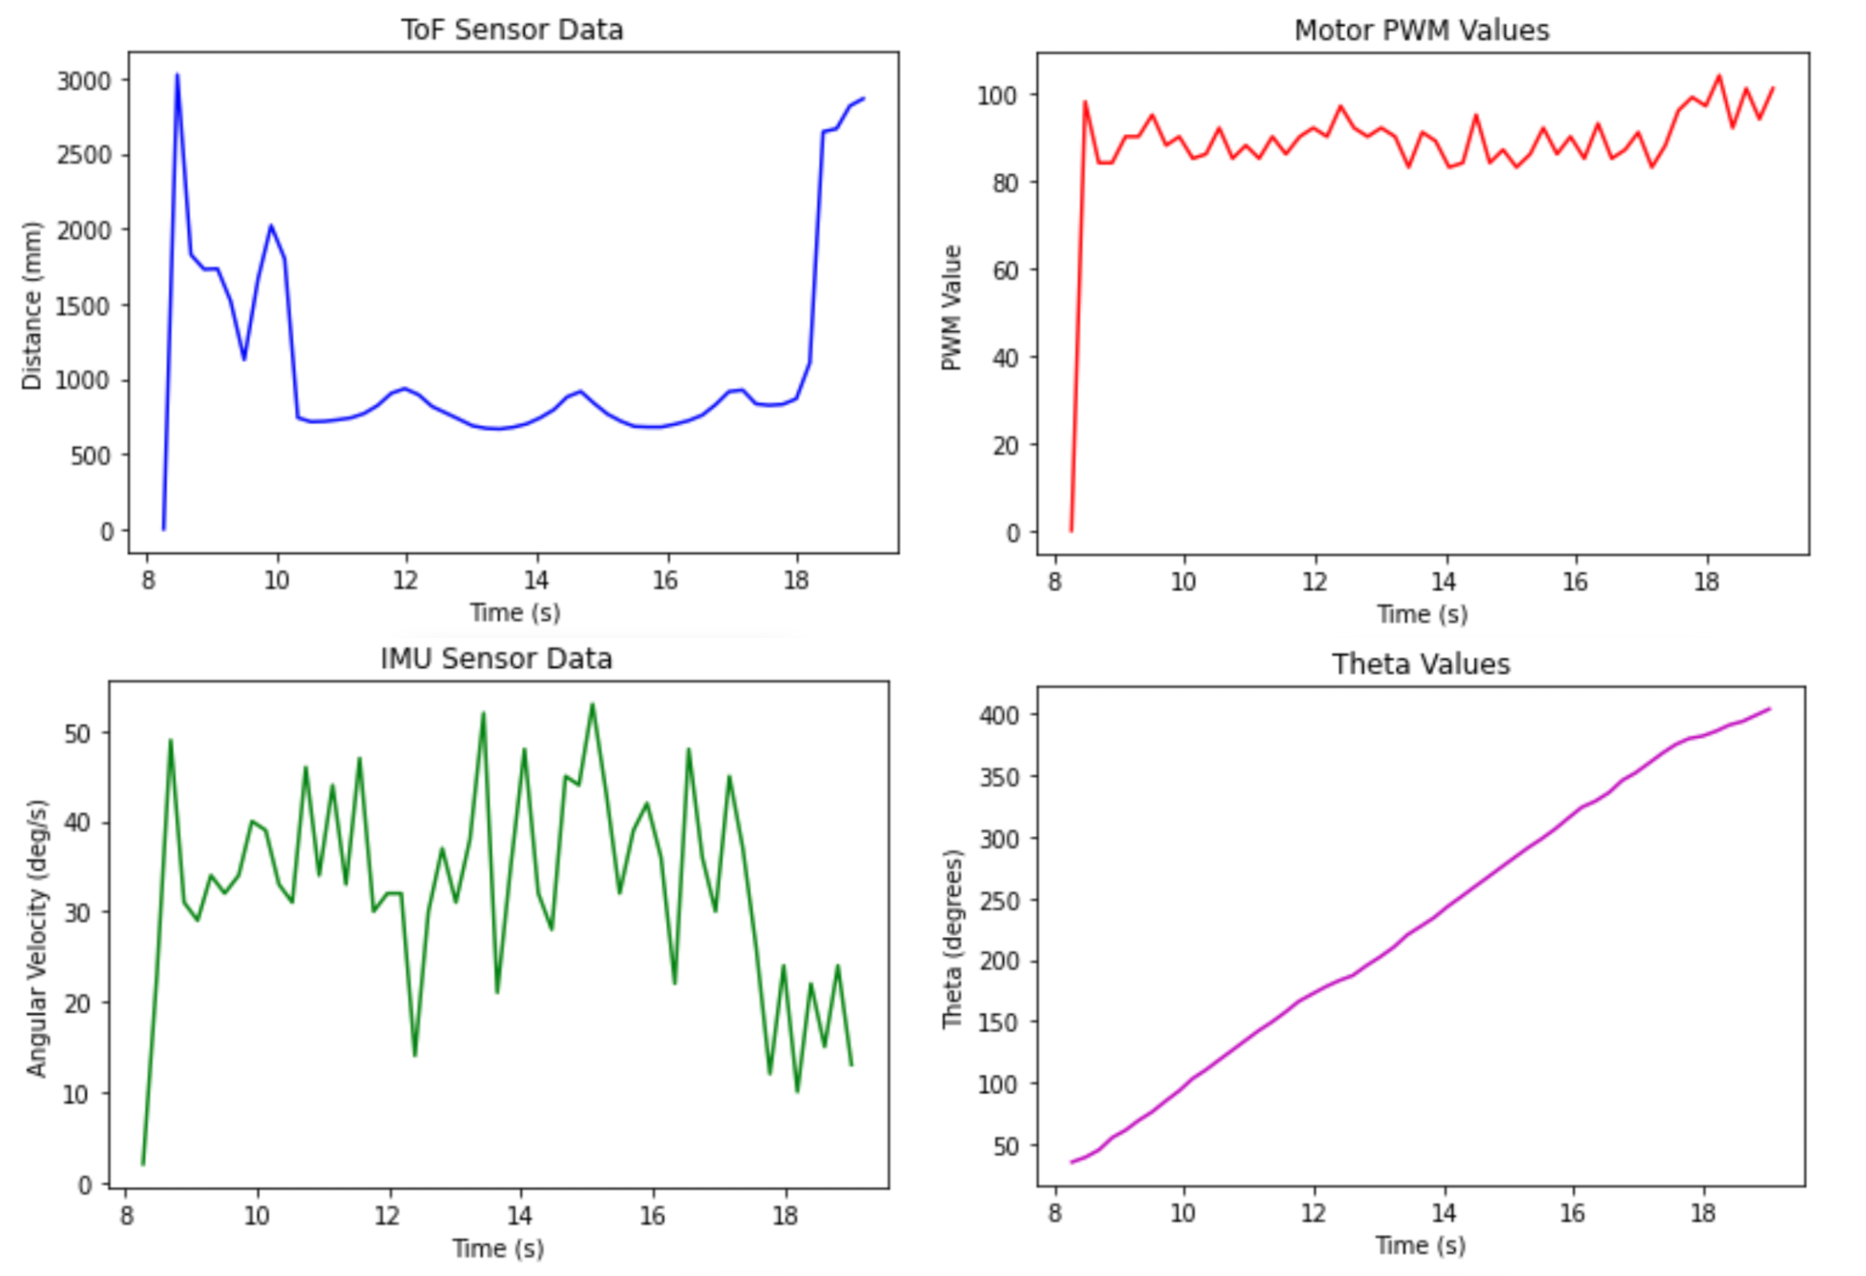 ToF Sensor Data
3000
2500
2000
1500
1000
500
0
Distance (mm)
8 10 12 14 16 18
Time (s)
Motor PWM Values
100
80
60
40
20
0
PWM Value
8 10 12 14 16 18
Time (s)
IMU Sensor Data
50
40
30
20
10
0
Angular Velocity (deg/s)
8 10 12 14 16 18
Time (s)
Theta Values
400
350
300
250
200
150
100
50
Theta (degrees)
8 10 12 14 16 18
Time (s)